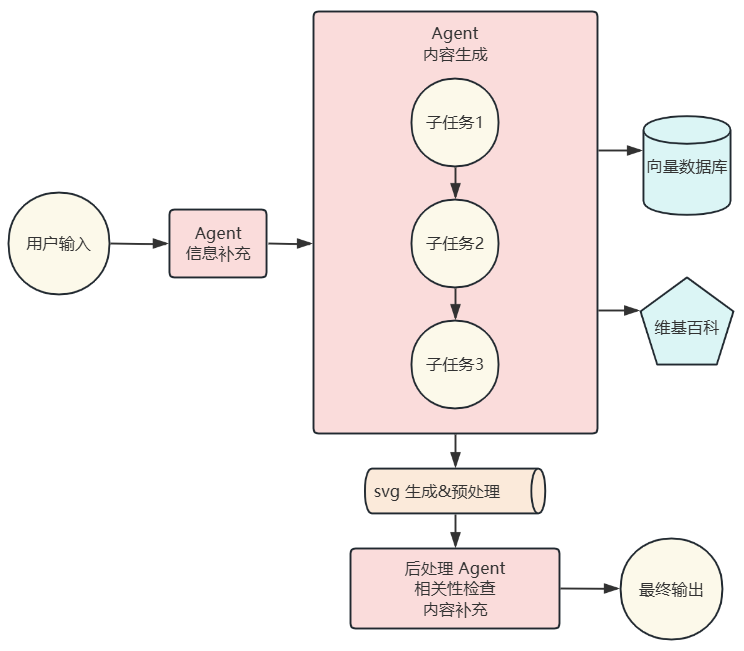 Agent
内容生成
子任务1
向量数据库
用户输入
Agent
信息补充
子任务2
维基百科
子任务3
svg 生成&预处理
后处理 Agent
相关性检查
内容补充
最终输出